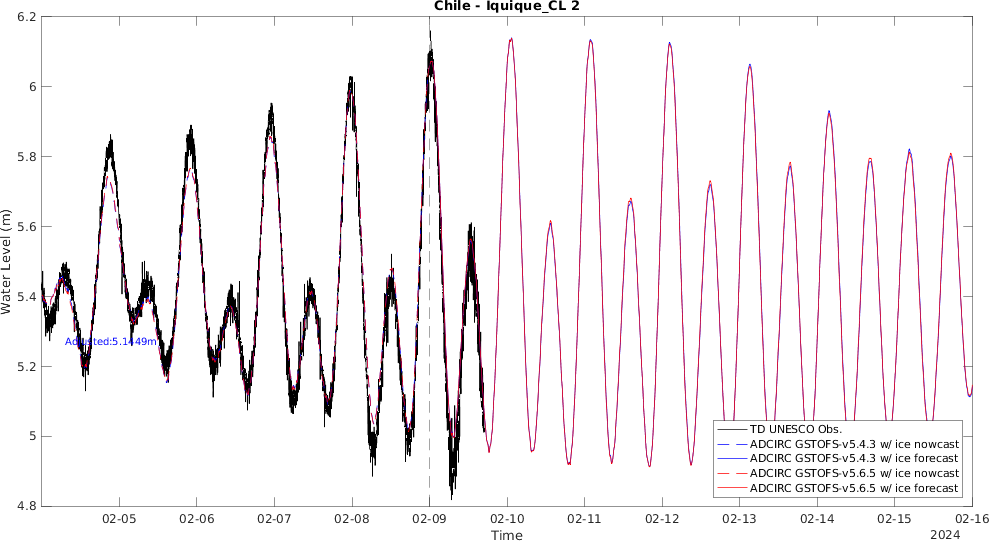 Chile - Iquique_CL 2
6.2
6
5.8
5.6
5.4
5.2
5
4.8
Water Level (m)
Adjusted:5.1449m
TD UNESCO Obs.
ADCIRC GSTOFS-v5.4.3 w/ ice nowcast
ADCIRC GSTOFS-v5.4.3 w/ ice forecast
ADCIRC GSTOFS-v5.6.5 w/ ice nowcast
ADCIRC GSTOFS-v5.6.5 w/ ice forecast
02-05 02-06 02-07 02-08 02-09 02-10 02-11 02-12 02-13 02-14 02-15 02-16
Time
2024